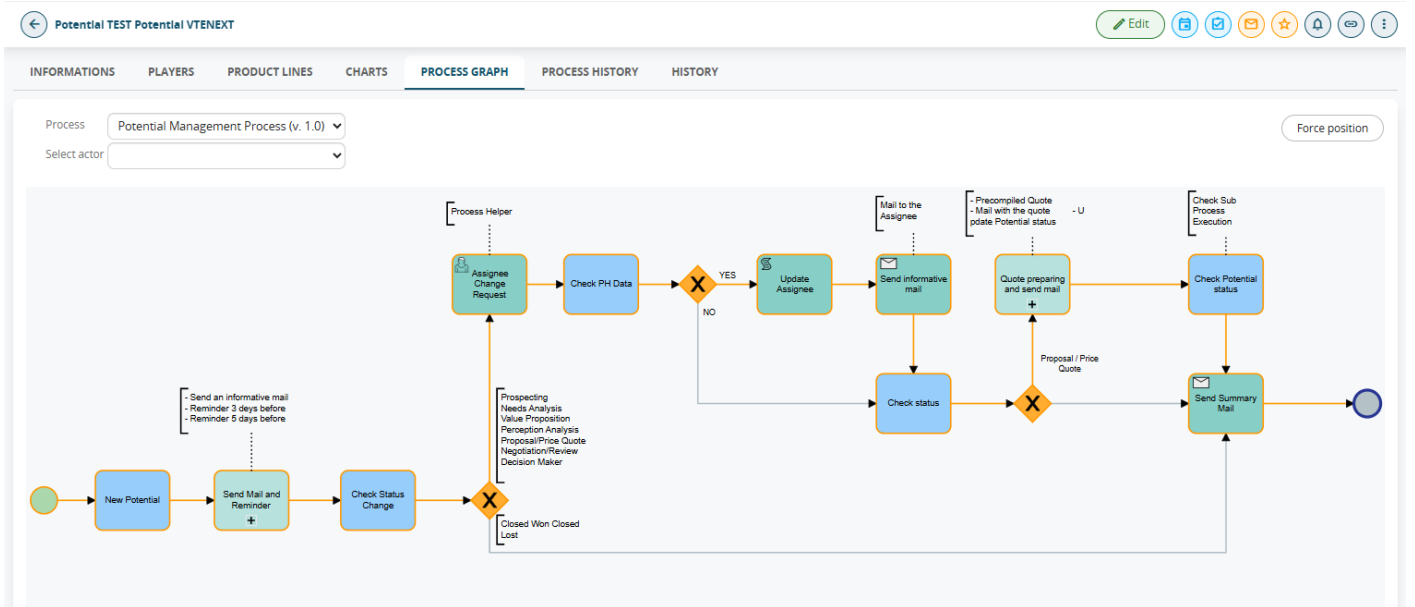 Potential TEST Potential VTENEXT
Edit
INFORMATIONS
PLAYERS
PRODUCT LINES
CHARTS
PROCESS GRAPH
PROCESS HISTORY
HISTORY
Process
Potential Management Process (v. 1.0)
Force position
Select actor
Process Helper
Mail to the
Assignee
- Precompiled Quote
- Mail with the quote - U
pdate Potential status
Check Sub
Process
Execution
Assignee
Change
Request
Check PH Data
X
YES
NO
Update
Assignee
Send informative
mail
Quote preparing
and send mail
+
Check Potential
status
Proposal / Price
Quote
Check status
X
Send Summary
Mail
- Send an informative mail
- Reminder 3 days before
- Reminder 5 days before
Prospecting
Needs Analysis
Value Proposition
Perception Analysis
Proposal/Price Quote
Negotiation/Review
Decision Maker
New Potential
Send Mail and
Reminder
+
Check Status
Change
X
Closed Won Closed
Lost